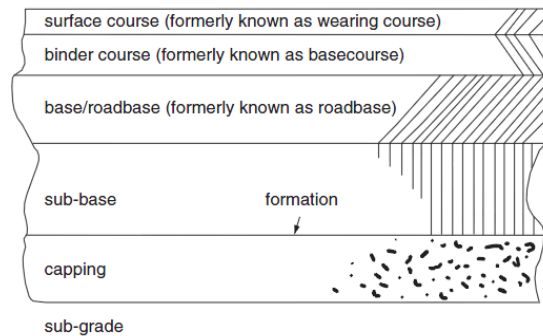 surface course (formerly known as wearing course)
binder course (formerly known as basecourse)
base/roadbase (formerly known as roadbase)
sub-base
formation
capping
sub-grade